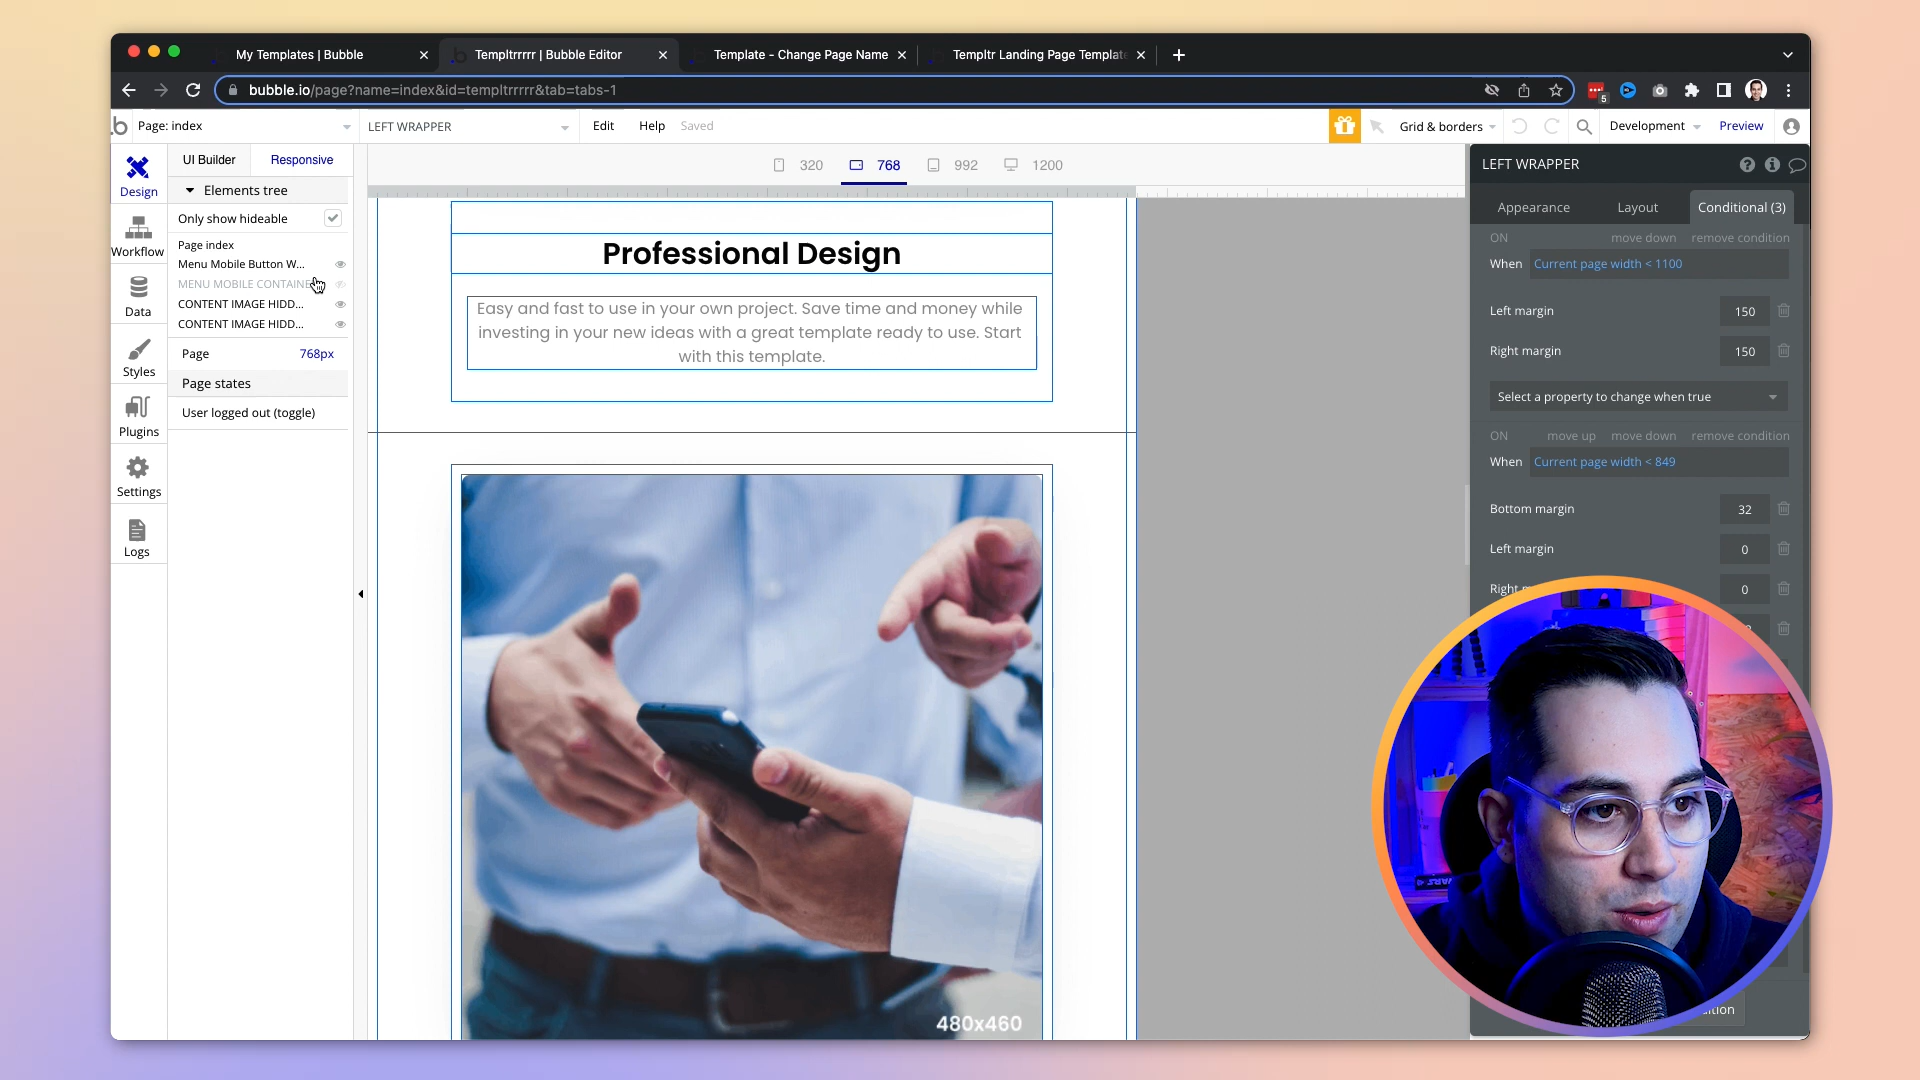 My Templates | Bubble
Templtrrrrr | Bubble Editor
Template - Change Page Name
Templtr Landing Page Template
bubble.io/page?name=index&id=templtrrrrr&tab=tabs-1
5
Page: index
LEFT WRAPPER
Edit
Help
Saved
Grid & borders
Development
Preview
Design
Workflow
Data
Styles
Plugins
Settings
Logs
UI Builder
Responsive
Elements tree
Only show hideable
Page index
Menu Mobile Button W...
MENU MOBILE CONTAINE
CONTENT IMAGE HIDD...
CONTENT IMAGE HIDD...
Page 768px
Page states
User logged out (toggle)
320
768
992
1200
Professional Design
Easy and fast to use in your own project. Save time and money while
investing in your new ideas with a great template ready to use. Start
with this template.
480x460
LEFT WRAPPER
Appearance
Layout
Conditional (3)
ON move down remove condition
When Current page width < 1100
Left margin 150
Right margin 150
Select a property to change when true
ON move up move down remove condition
When Current page width < 849
Bottom margin 32
Left margin 0
Right 0